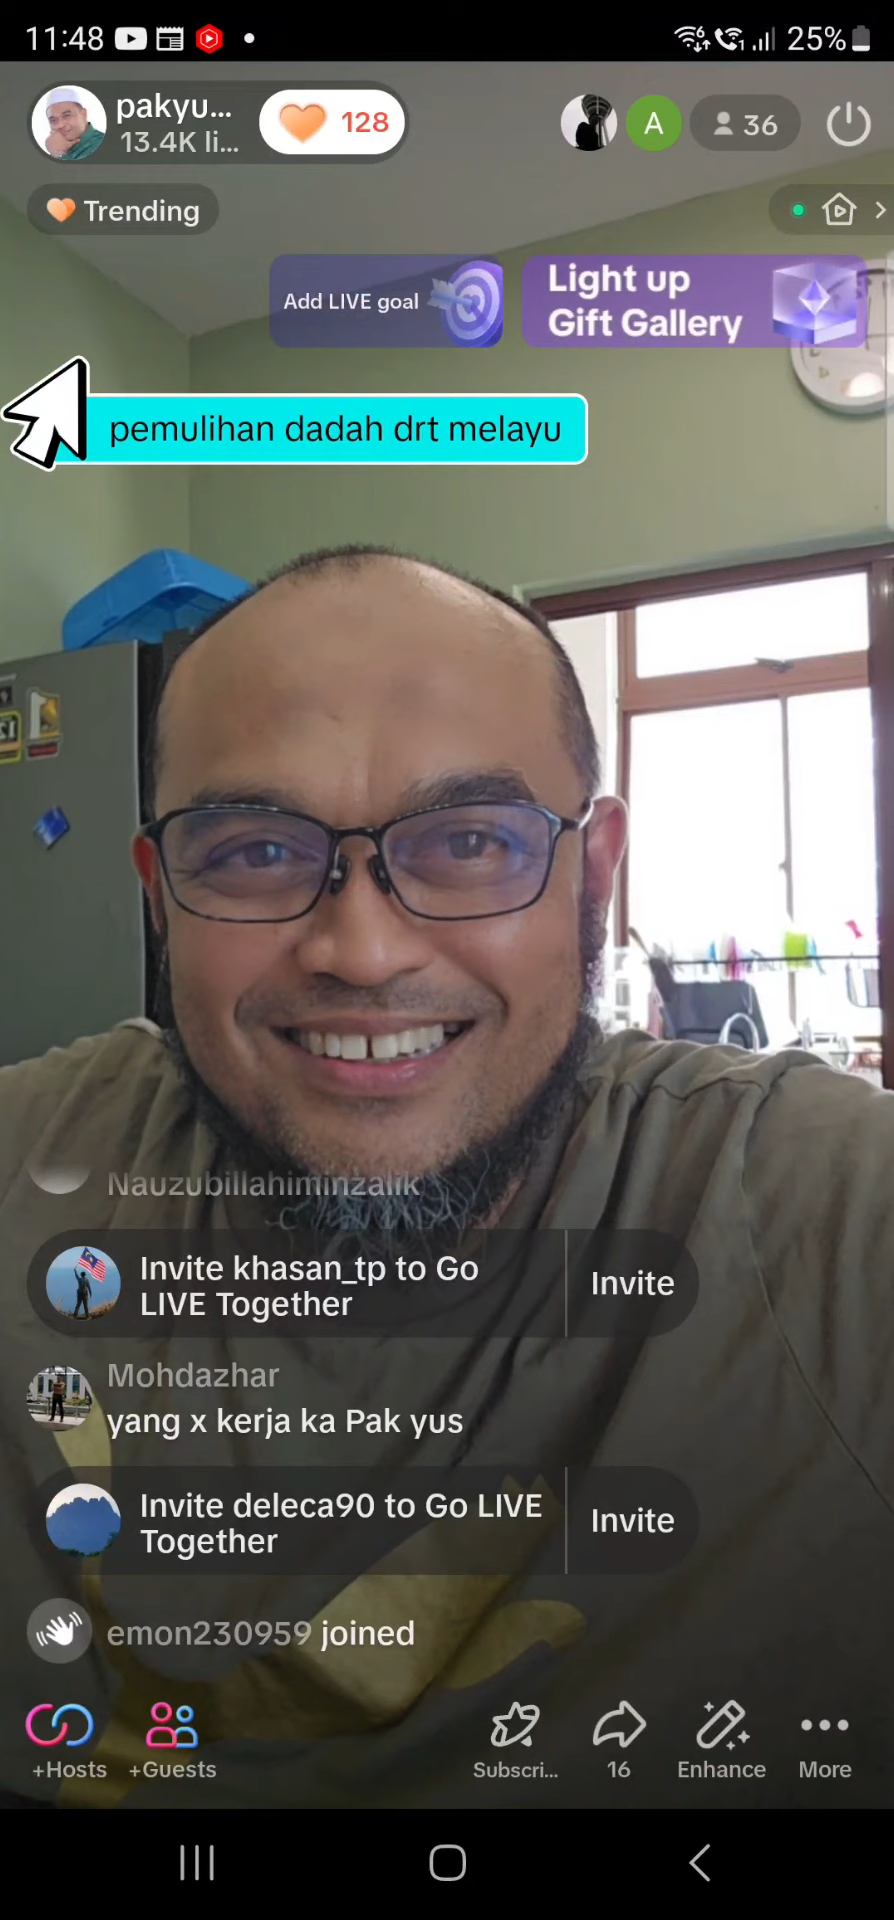 11:48
25%
pakyu...
13.4K li...
128
A
36
Trending
Add LIVE goal
Light up
Gift Gallery
pemulihan dadah drt melayu
Nauzubillahiminzalik
Invite khasan_tp to Go
LIVE Together
Invite
Mohdazhar
yang x kerja ka Pak yus
Invite deleca90 to Go LIVE
Together
Invite
emon230959 joined
+Hosts
+Guests
Subscri...
16
Enhance
More